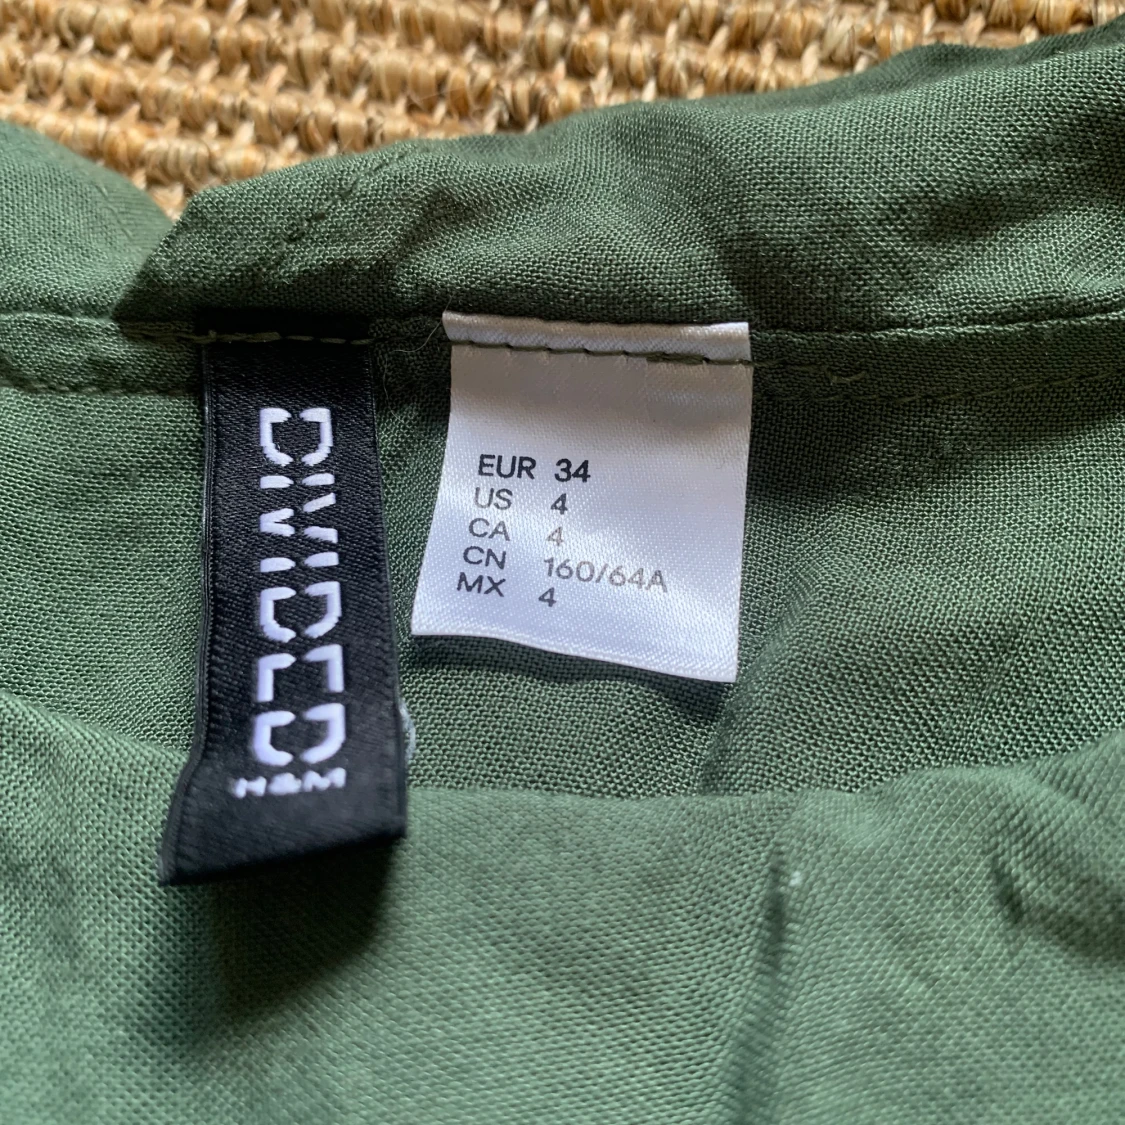 DIVIDED
H&M
EUR 34
US 4
CA 4
CN 160/64A
MX 4